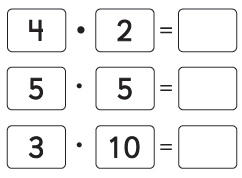 4 • 2 =
5 · 5 =
3 · 10 =